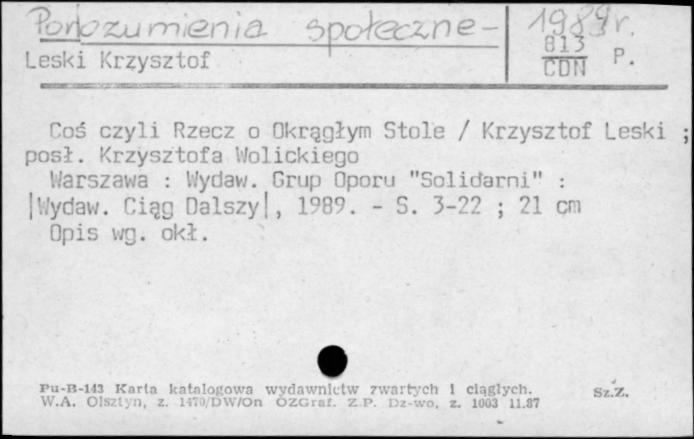 Porozumienia społeczne - 1989r.
Leski Krzysztof
813 P.
CDN
Coś czyli Rzecz o Okrągłym Stole / Krzysztof Leski ;
posł. Krzysztofa Wolickiego
Warszawa : Wydaw. Grup Oporu "Solidarni" :
|Wydaw. Ciąg Dalszy|, 1989. - S. 3-22 ; 21 cm
Opis wg. okł.
Pu-B-143 Karta katalogowa wydawnictw zwartych i ciągłych. Sz.Z.
W.A. Olsztyn, z. 1470/DW/On OZGraf. Z.P. Dz-wo, z. 1003 11.87